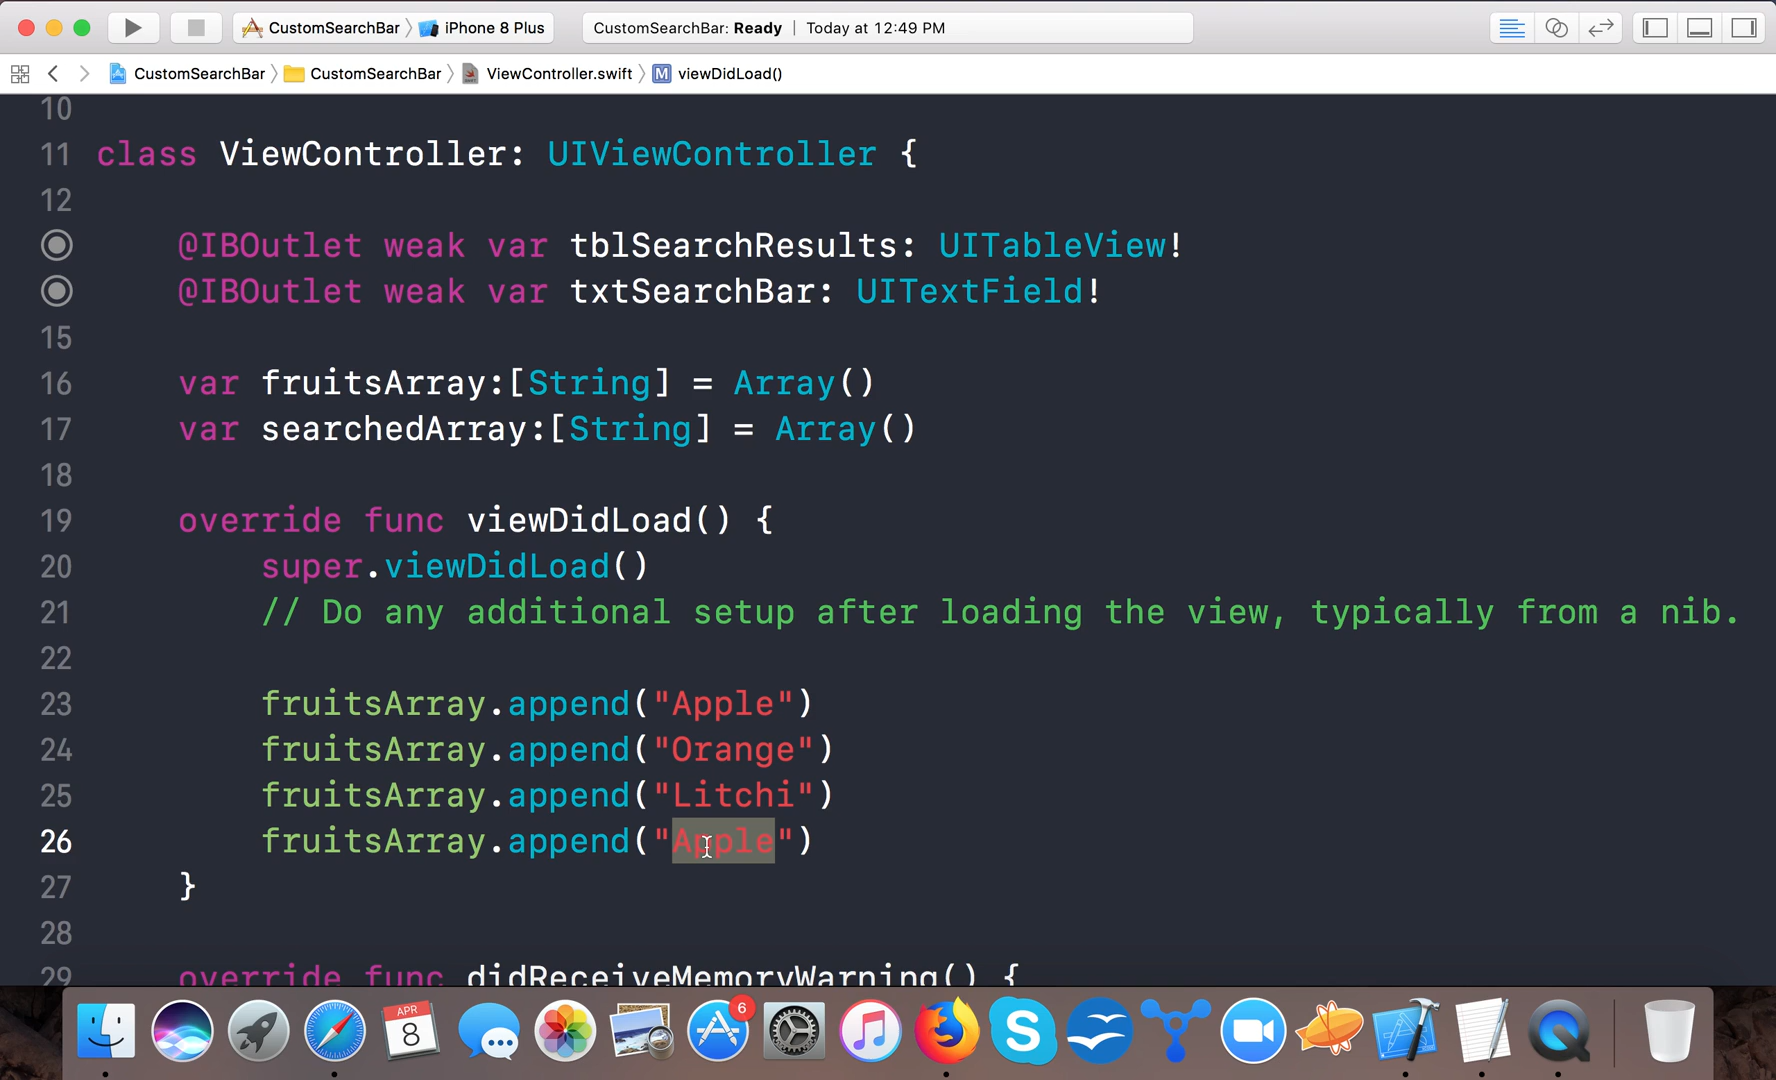 CustomSearchBar iPhone 8 Plus CustomSearchBar: Ready | Today at 12:49 PM
CustomSearchBar CustomSearchBar ViewController.swift M viewDidLoad()
10
11 class ViewController: UIViewController {
12
@IBOutlet weak var tblSearchResults: UITableView!
@IBOutlet weak var txtSearchBar: UITextField!
15
16 var fruitsArray:[String] = Array()
17 var searchedArray:[String] = Array()
18
19 override func viewDidLoad() {
20 super.viewDidLoad()
21 // Do any additional setup after loading the view, typically from a nib.
22
23 fruitsArray.append("Apple")
24 fruitsArray.append("Orange")
25 fruitsArray.append("Litchi")
26 fruitsArray.append("Apple")
27 }
28
29 override func didReceiveMemoryWarning() {
APR
8
6
S